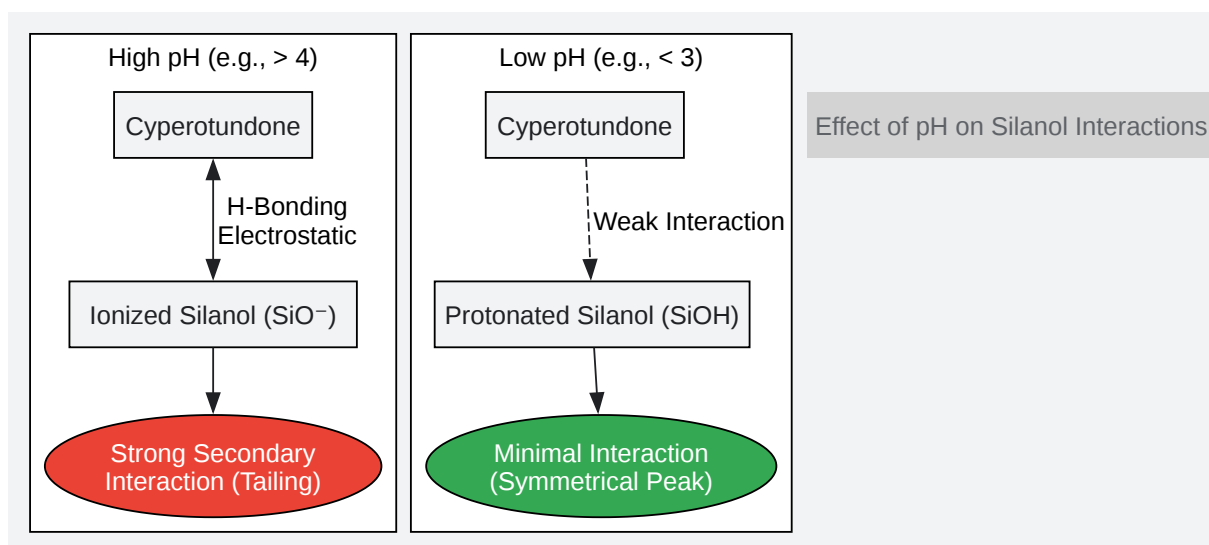 High pH (e.g., > 4)
Cyperotundone
H-Bonding
Electrostatic
Ionized Silanol (SiO⁻)
Strong Secondary
Interaction (Tailing)
Low pH (e.g., < 3)
Cyperotundone
Weak Interaction
Protonated Silanol (SiOH)
Minimal Interaction
(Symmetrical Peak)
Effect of pH on Silanol Interactions